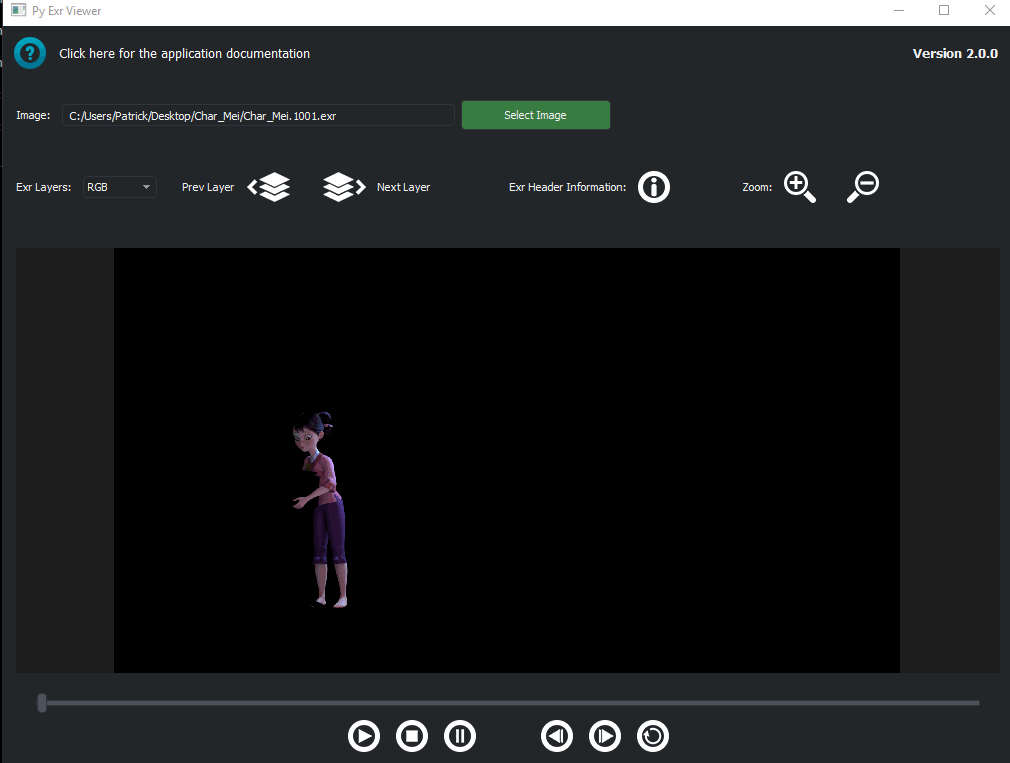 Py Exr Viewer
Click here for the application documentation
Version 2.0.0
Image: C:/Users/Patrick/Desktop/Char_Mei/Char_Mei.1001.exr Select Image
Exr Layers: RGB Prev Layer Next Layer Exr Header Information: Zoom: